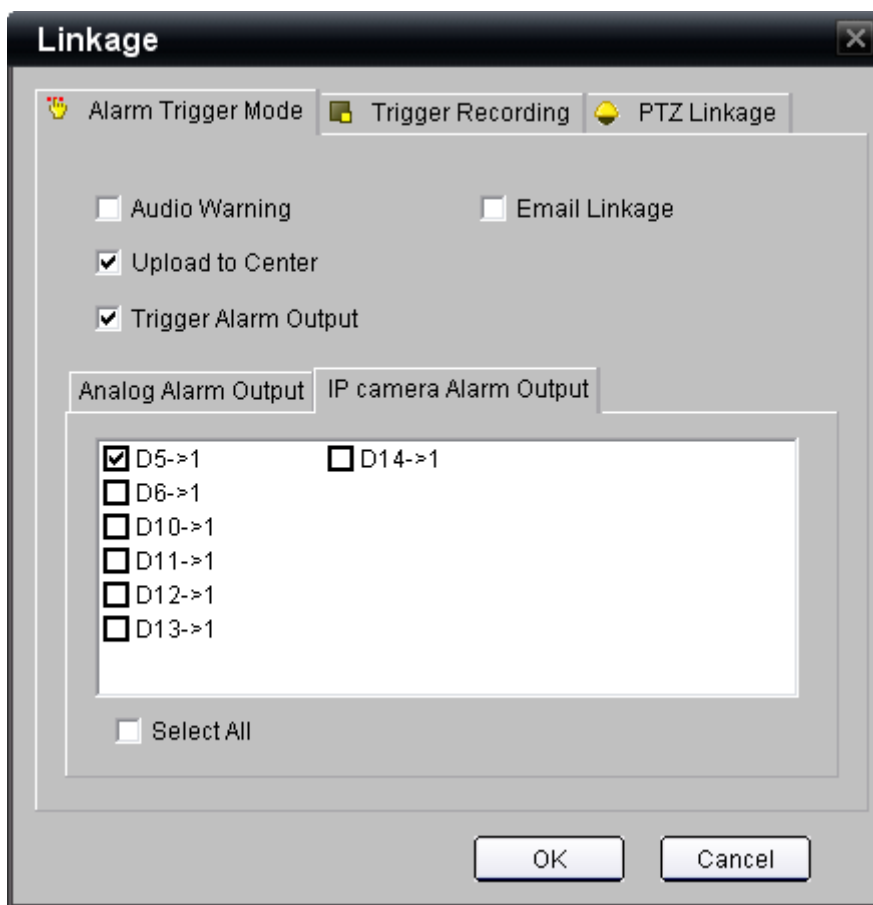 Linkage
Alarm Trigger Mode Trigger Recording PTZ Linkage
Audio Warning Email Linkage
Upload to Center
Trigger Alarm Output
Analog Alarm Output IP camera Alarm Output
D5->1 D14->1
D6->1
D10->1
D11->1
D12->1
D13->1
Select All
OK Cancel